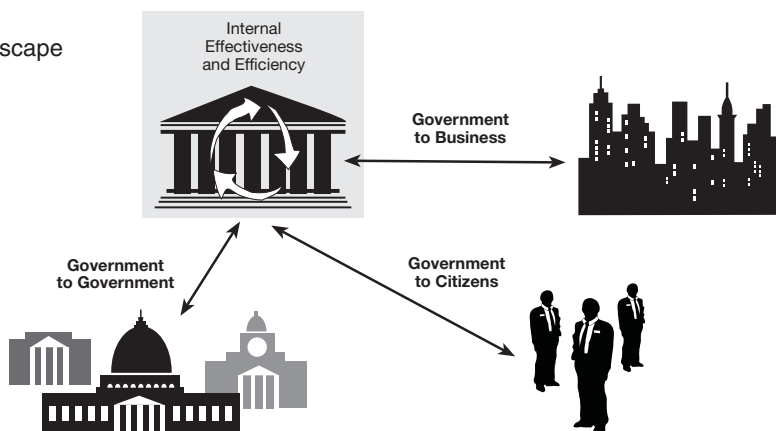 scape
Internal
Effectiveness
and Efficiency
Government
to Business
Government
to Government
Government
to Citizens